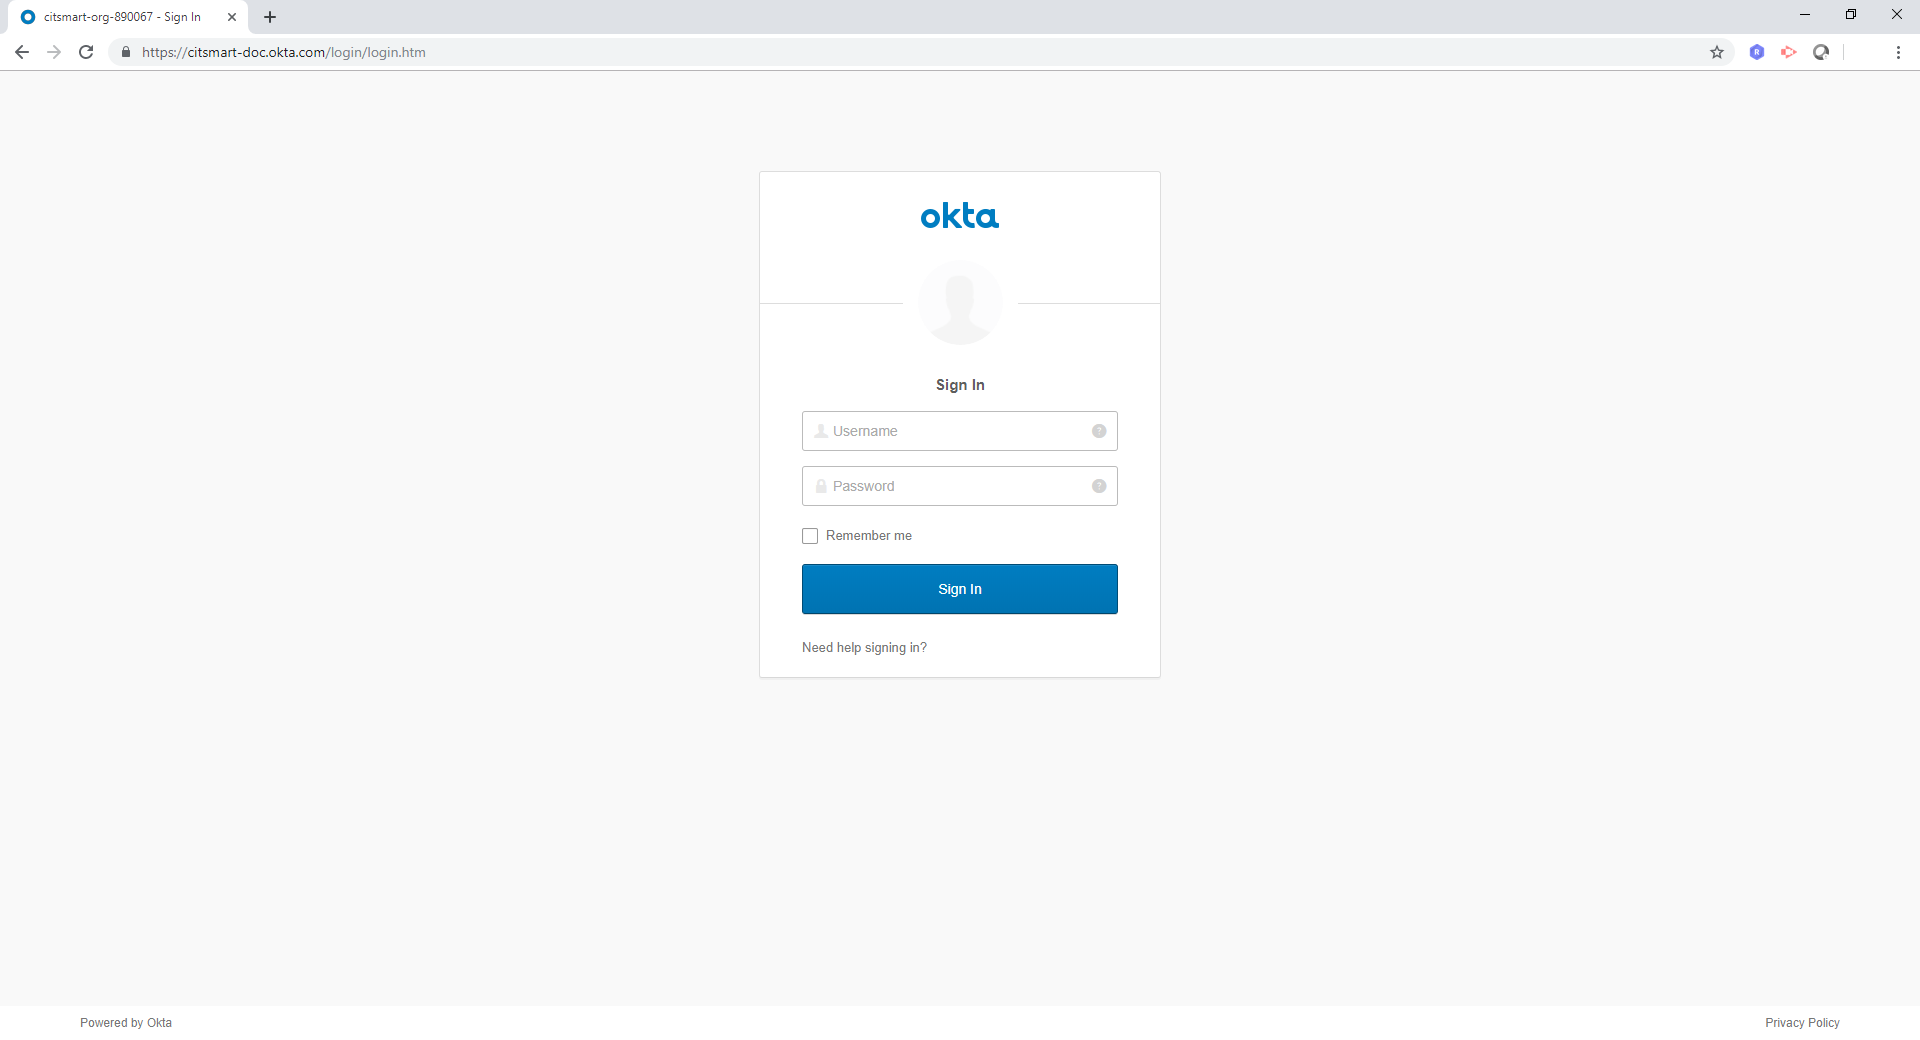 citsmart-org-890067 - Sign In
https://citsmart-doc.okta.com/login/login.htm
okta
Sign In
Username
?
Password
?
Remember me
Sign In
Need help signing in?
Powered by Okta
Privacy Policy